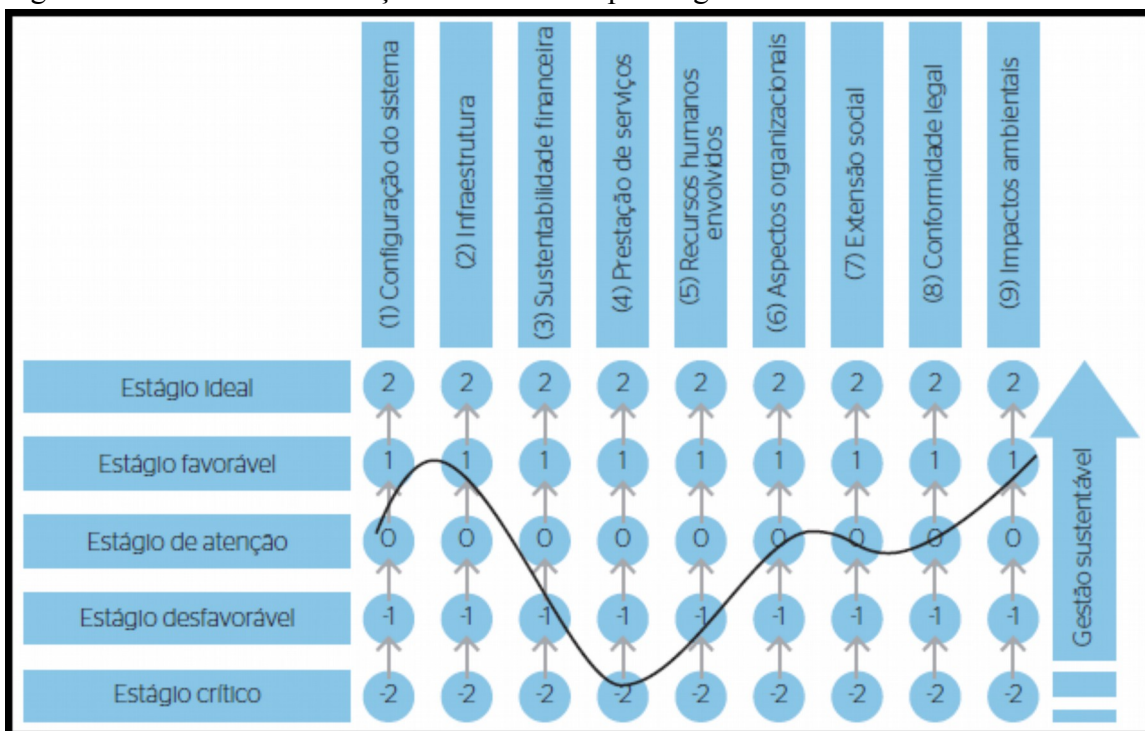 (1) Configuração do sistema
(2) Infraestrutura
(3) Sustentabilidade financeira
(4) Prestação de serviços
(5) Recursos humanos
envolvidos
(6) Aspectos organizacionais
(7) Extensão social
(8) Conformidade legal
(9) Impactos ambientais
Estágio ideal
2 2 2 2 2 2 2 2 2
Estágio favorável
1 1 1 1 1 1 1 1 1
Estágio de atenção
0 0 0 0 0 0 0 0 0
Estágio desfavorável
-1 -1 -1 -1 -1 -1 -1 -1 -1
Estágio crítico
-2 -2 -2 -2 -2 -2 -2 -2 -2
Gestão sustentável